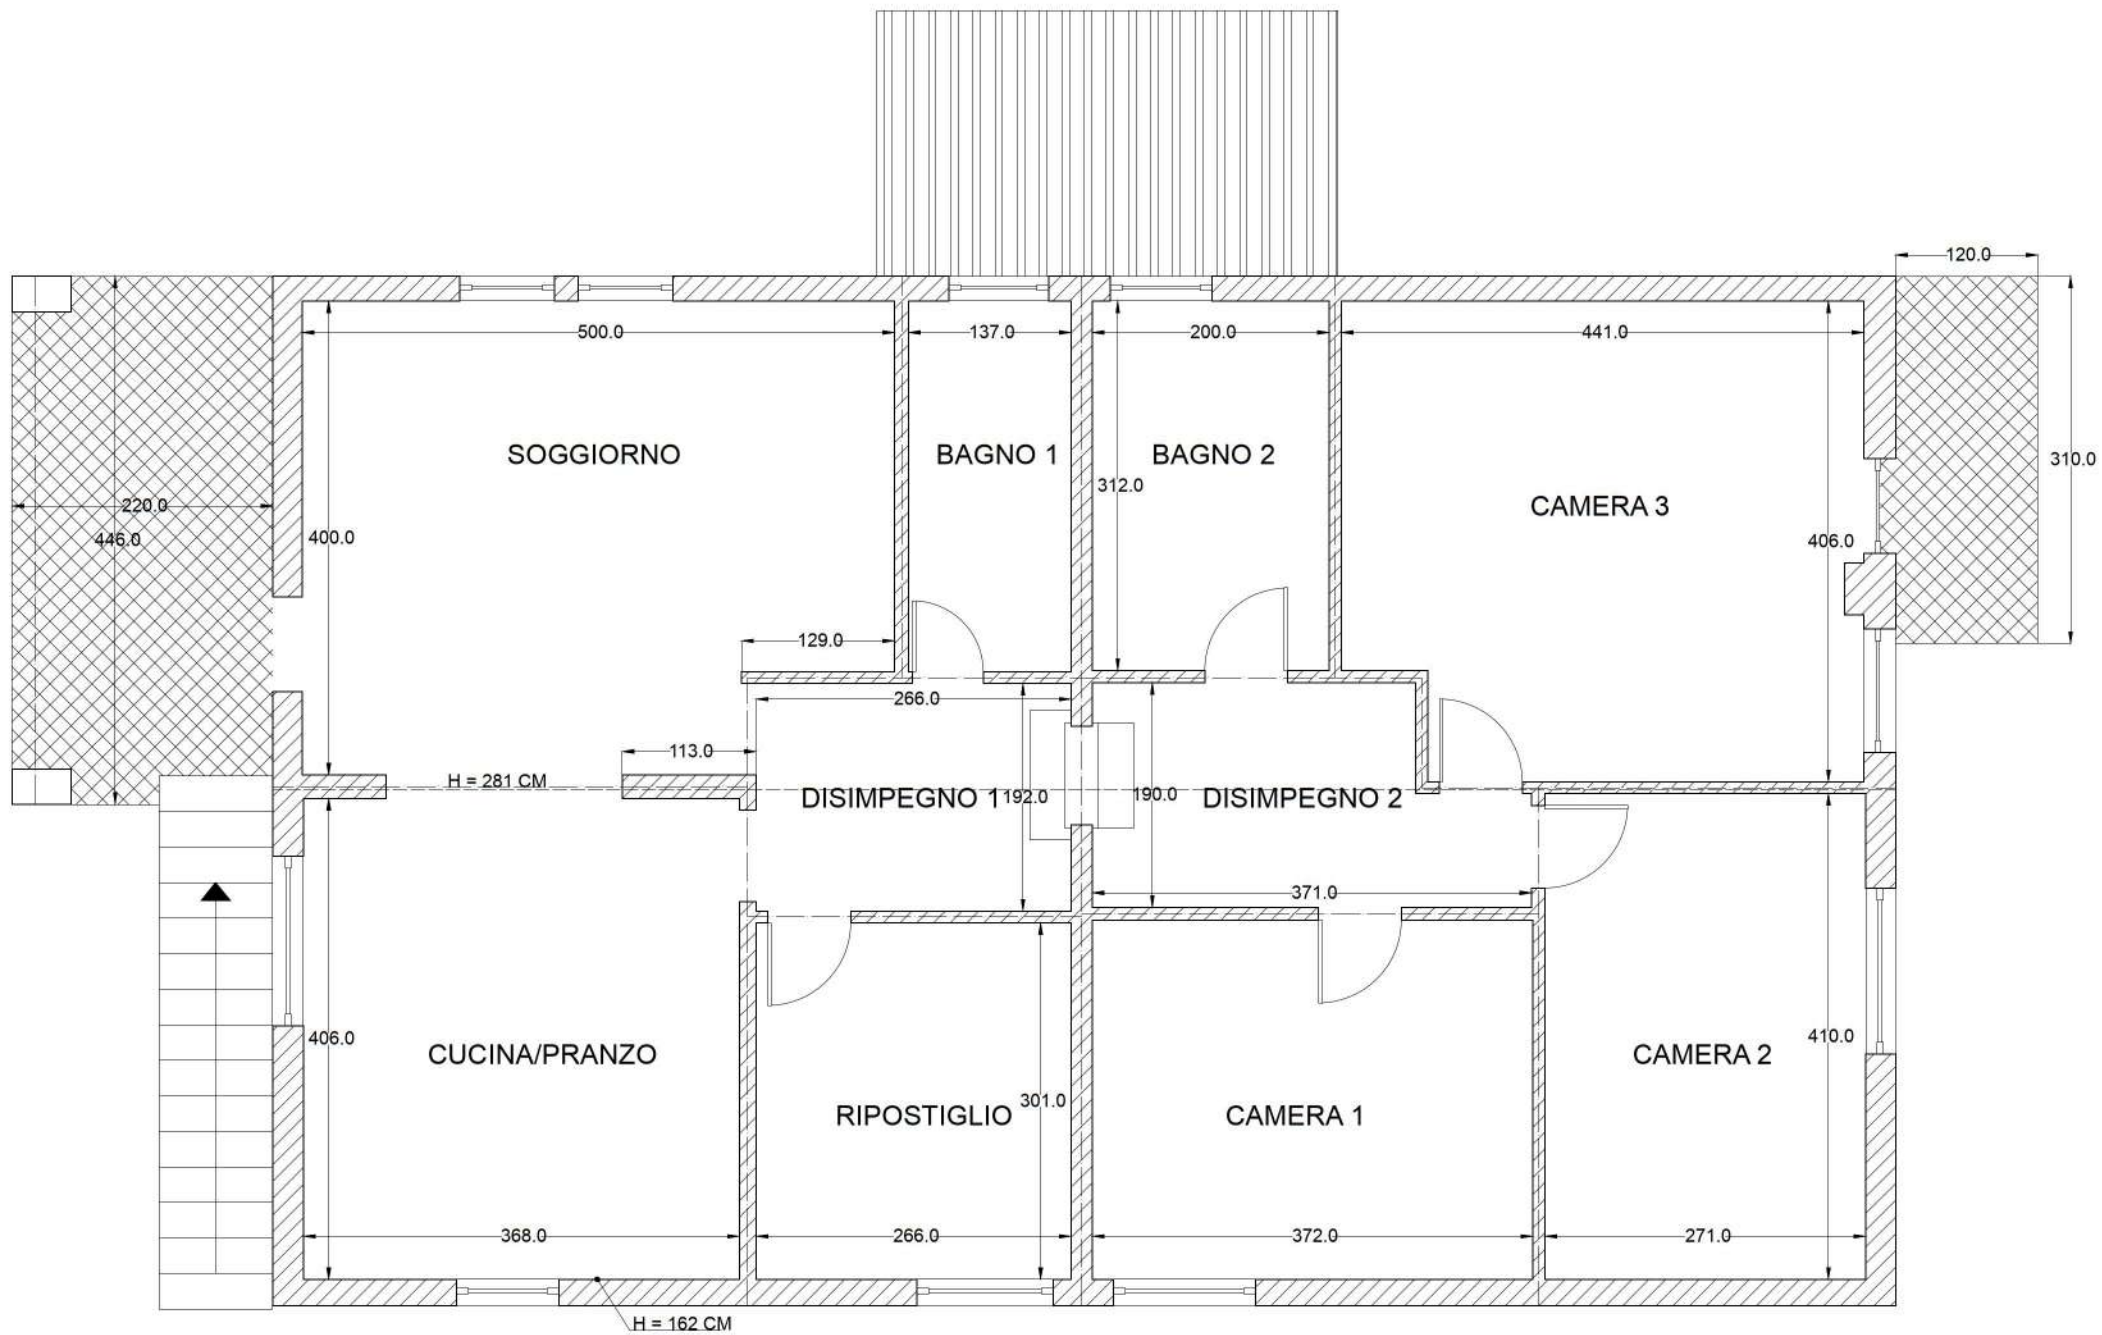 120.0
500.0
137.0
200.0
441.0
SOGGIORNO
BAGNO 1
BAGNO 2
310.0
312.0
220.0
CAMERA 3
446.0
400.0
406.0
129.0
266.0
113.0
H = 281 CM
DISIMPEGNO 1
192.0
190.0
DISIMPEGNO 2
371.0
406.0
CUCINA/PRANZO
410.0
CAMERA 2
301.0
RIPOSTIGLIO
CAMERA 1
368.0
266.0
372.0
271.0
H = 162 CM